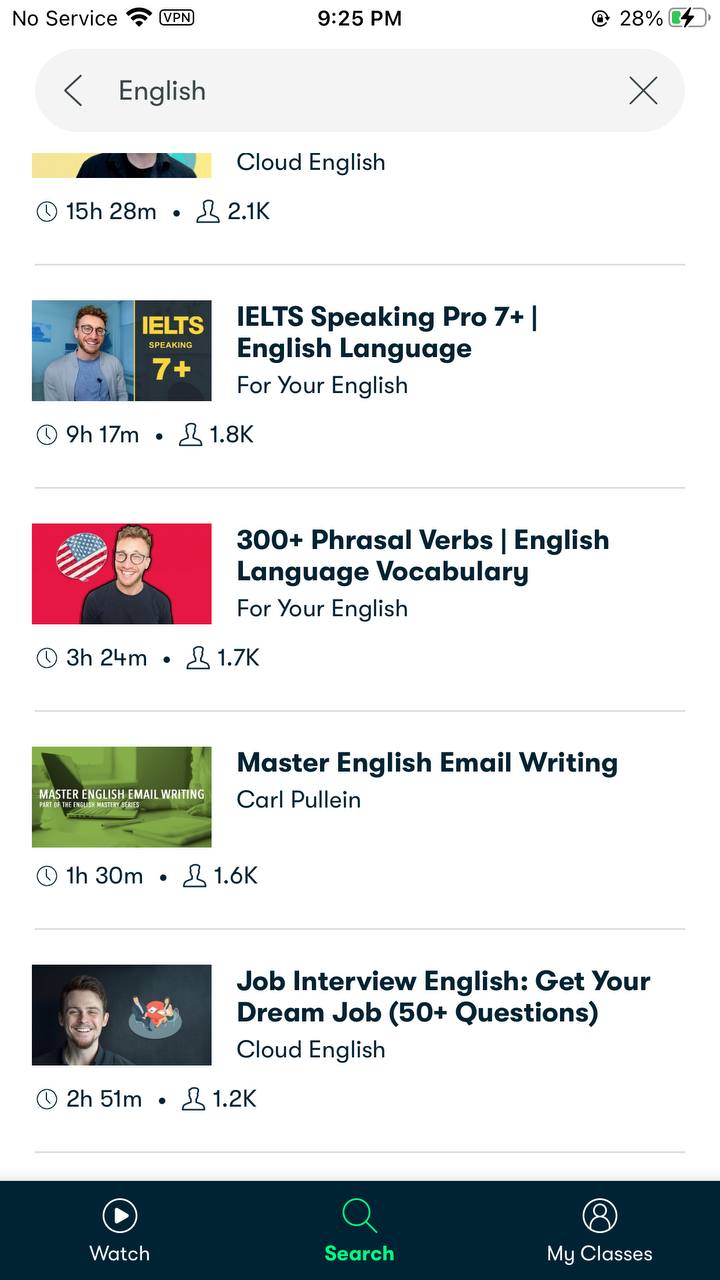 No Service VPN 9:25 PM 28%
English
Cloud English
15h 28m • 2.1K
IELTS
SPEAKING
7+
IELTS Speaking Pro 7+ |
English Language
For Your English
9h 17m • 1.8K
300+ Phrasal Verbs | English
Language Vocabulary
For Your English
3h 24m • 1.7K
MASTER ENGLISH EMAIL WRITING
PART OF THE ENGLISH MASTERY SERIES
Master English Email Writing
Carl Pullein
1h 30m • 1.6K
Job Interview English: Get Your
Dream Job (50+ Questions)
Cloud English
2h 51m • 1.2K
Watch Search My Classes